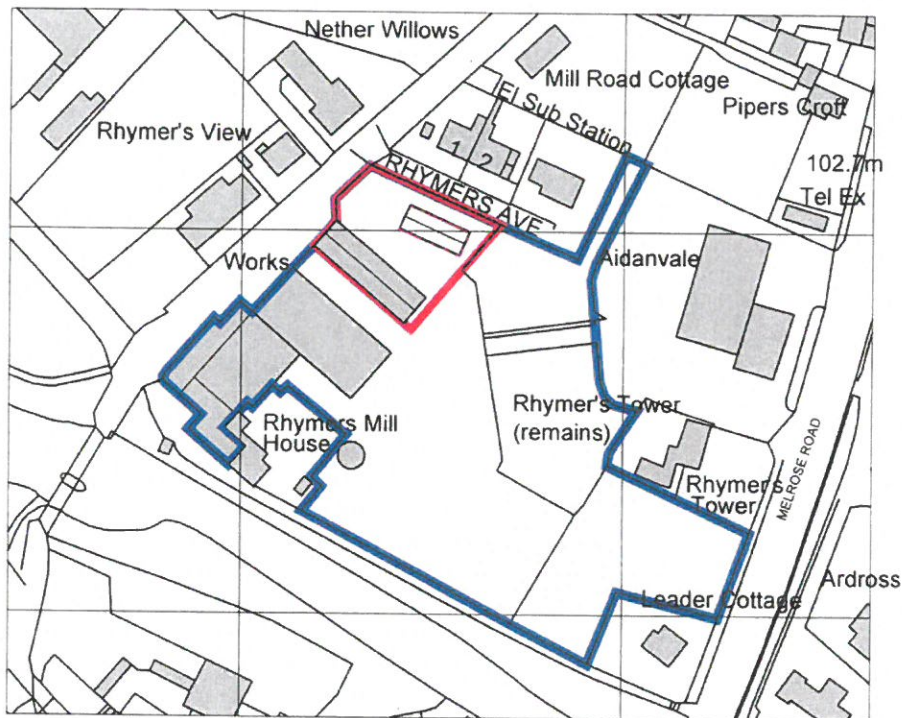 Nether Willows
Mill Road Cottage
Pipers Croft
El Sub Station
Rhymer's View
1 2
102.7m
RHYMERS AVE
Tel Ex
Works
Aidanvale
Rhymer's Tower
(remains)
Rhymers Mill
House
Rhymer's
Tower
MELROSE ROAD
Ardross
Leader Cottage